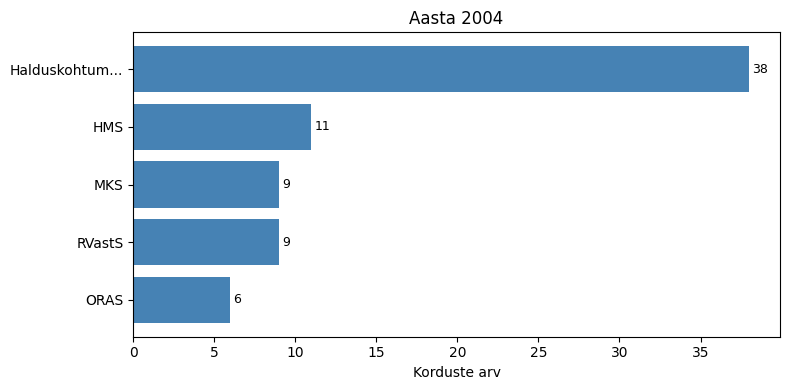 Aasta 2004
Halduskohtum... 38
HMS 11
MKS 9
RVastS 9
ORAS 6
0 5 10 15 20 25 30 35
Korduste arv